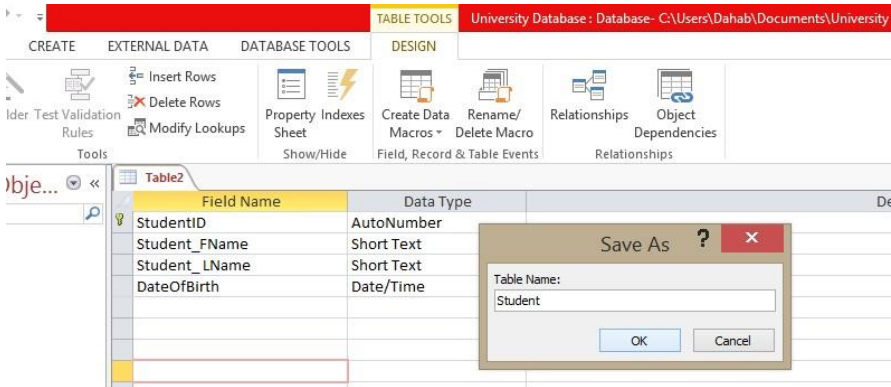 TABLE TOOLS University Database : Database- C:\Users\Dahab\Documents\University
CREATE EXTERNAL DATA DATABASE TOOLS DESIGN
Insert Rows
Delete Rows
Modify Lookups
Test Validation
Rules
Property
Sheet
Indexes
Create Data
Macros
Rename/
Delete Macro
Relationships
Object
Dependencies
Tools Show/Hide Field, Record & Table Events Relationships
Obje... «
Table2
Field Name Data Type De
StudentID AutoNumber
Student_FName Short Text
Student_ LName Short Text
DateOfBirth Date/Time
Save As ? ×
Table Name:
Student
OK Cancel